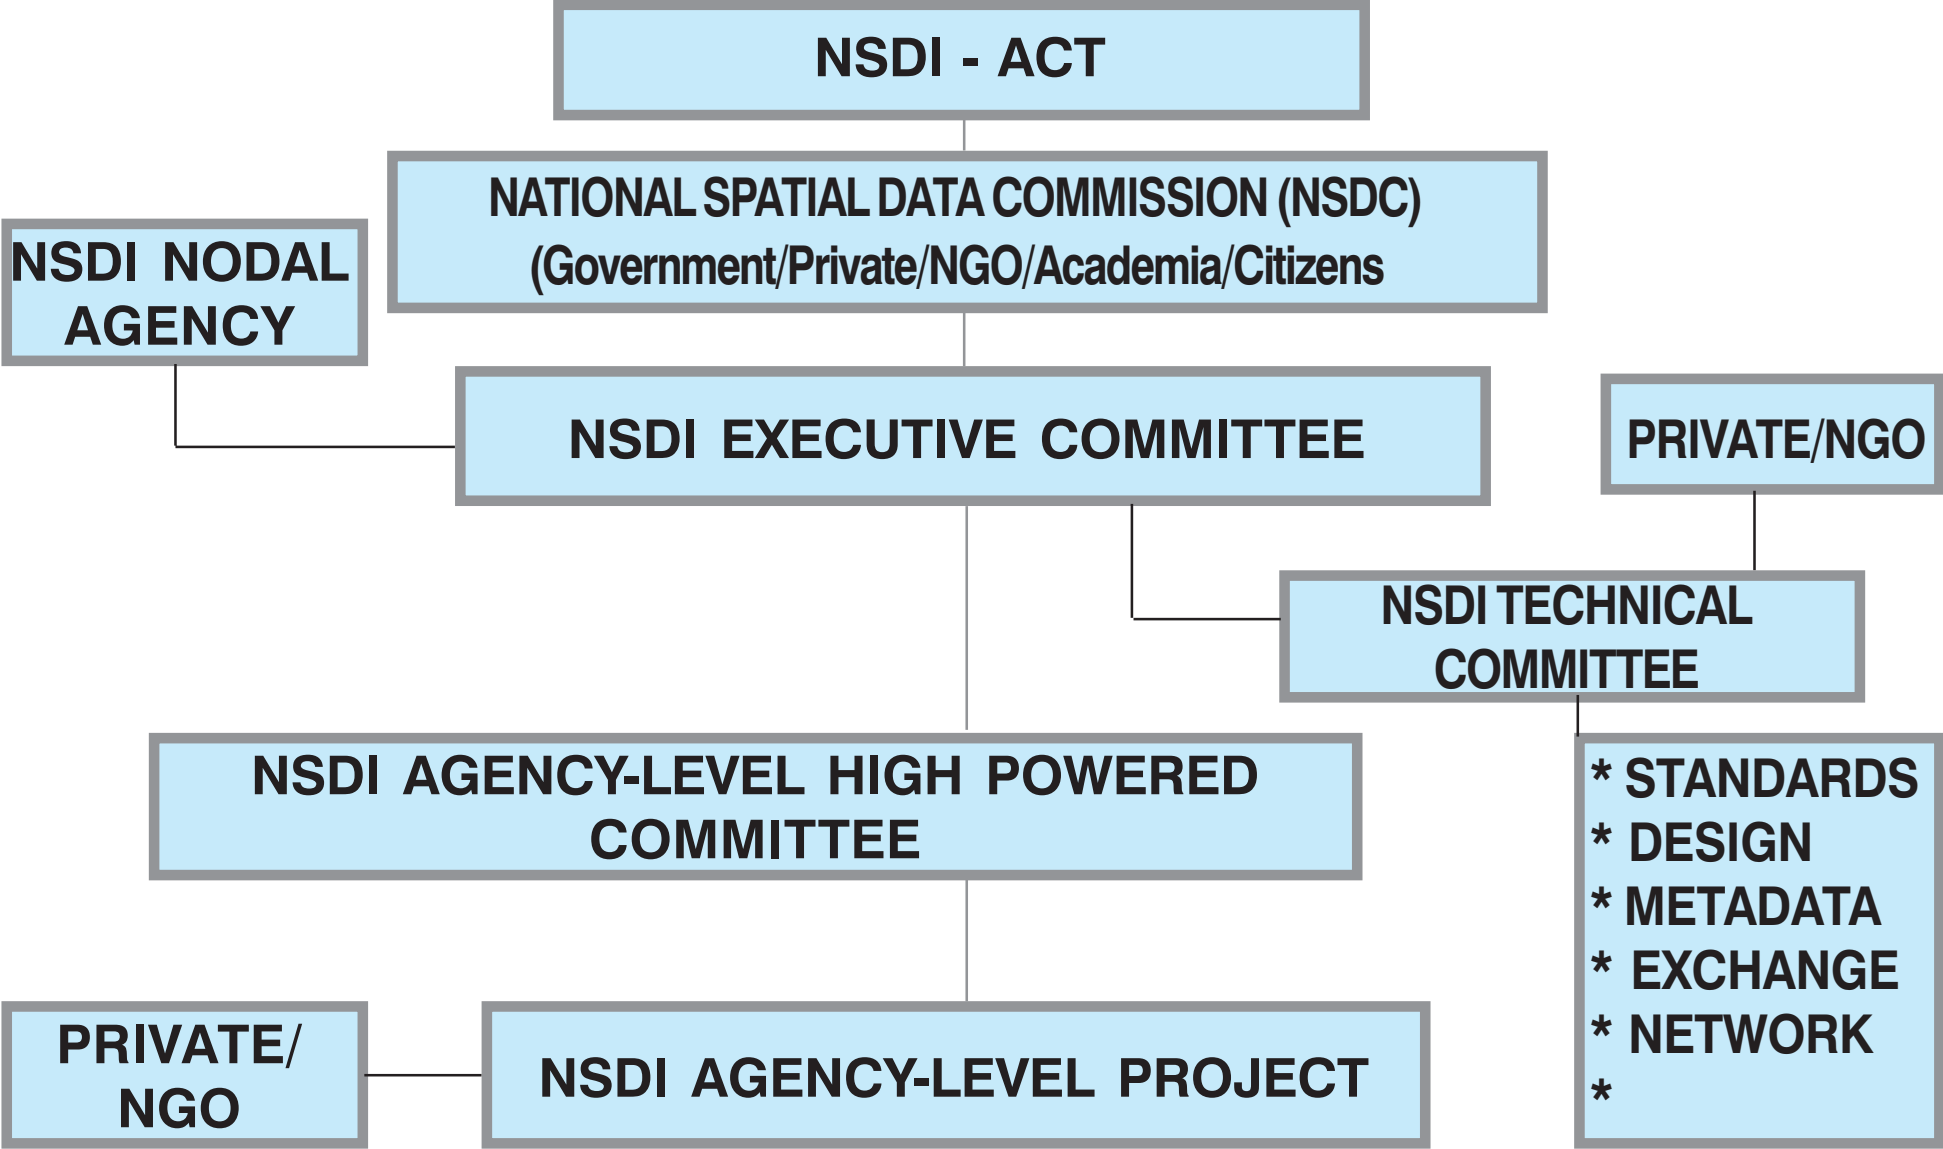 NSDI - ACT
NATIONAL SPATIAL DATA COMMISSION (NSDC)
(Government/Private/NGO/Academia/Citizens
NSDI NODAL
AGENCY
NSDI EXECUTIVE COMMITTEE
PRIVATE/NGO
NSDI TECHNICAL
COMMITTEE
NSDI AGENCY-LEVEL HIGH POWERED
COMMITTEE
* STANDARDS
* DESIGN
* METADATA
* EXCHANGE
* NETWORK
*
PRIVATE/
NGO
NSDI AGENCY-LEVEL PROJECT